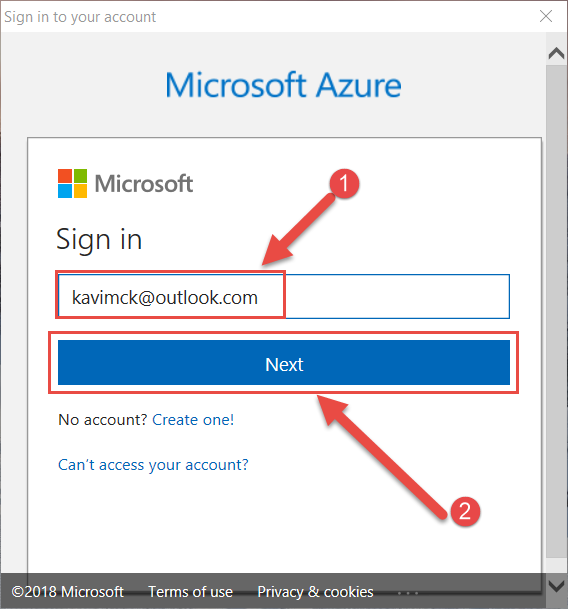 Sign in to your account
Microsoft Azure
Microsoft
1
Sign in
kavimck@outlook.com
Next
No account? Create one!
Can't access your account?
2
©2018 Microsoft Terms of use Privacy & cookies ...